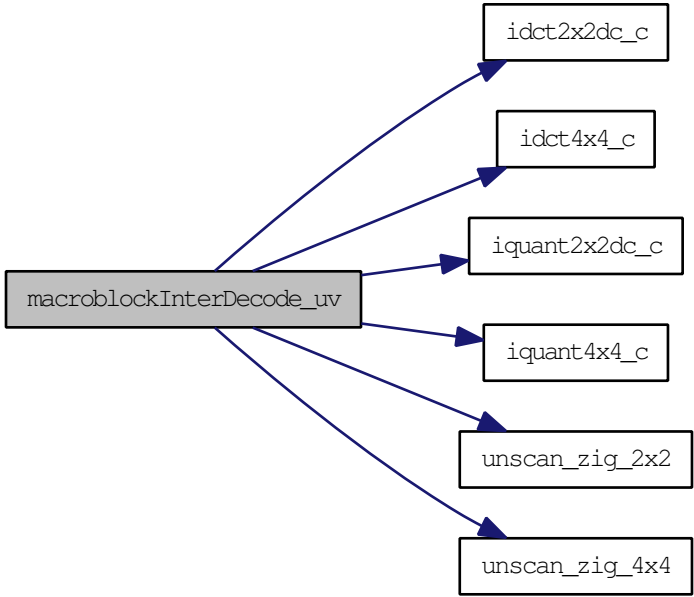 idct2x2dc_c
idct4x4_c
iquant2x2dc_c
macroblockInterDecode_uv
iquant4x4_c
unscan_zig_2x2
unscan_zig_4x4